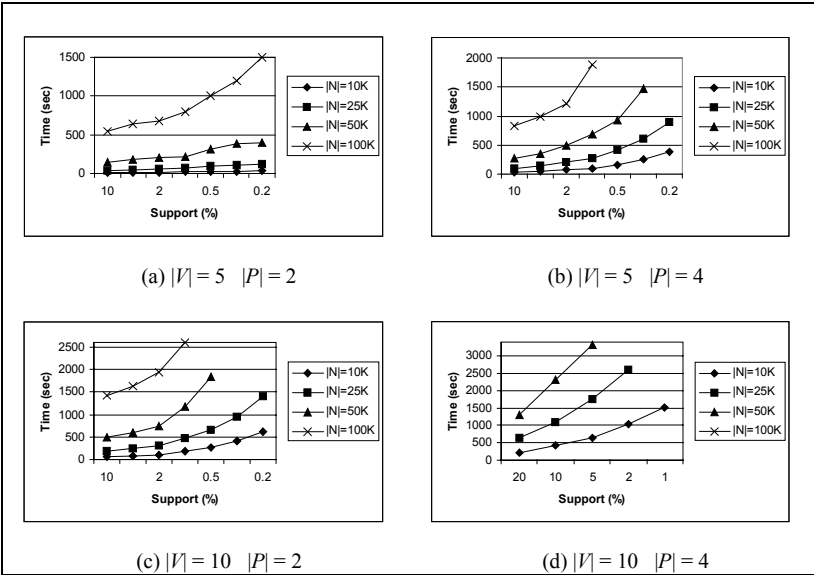 1500
1000
500
0
Time (sec)
10 2 0.5 0.2
Support (%)
|N|=10K
|N|=25K
|N|=50K
|N|=100K
(a) |V| = 5 |P| = 2
2000
1500
1000
500
0
Time (sec)
10 2 0.5 0.2
Support (%)
|N|=10K
|N|=25K
|N|=50K
|N|=100K
(b) |V| = 5 |P| = 4
2500
2000
1500
1000
500
0
Time (sec)
10 2 0.5 0.2
Support (%)
|N|=10K
|N|=25K
|N|=50K
|N|=100K
(c) |V| = 10 |P| = 2
3000
2500
2000
1500
1000
500
0
Time (sec)
20 10 5 2 1
Support (%)
|N|=10K
|N|=25K
|N|=50K
|N|=100K
(d) |V| = 10 |P| = 4